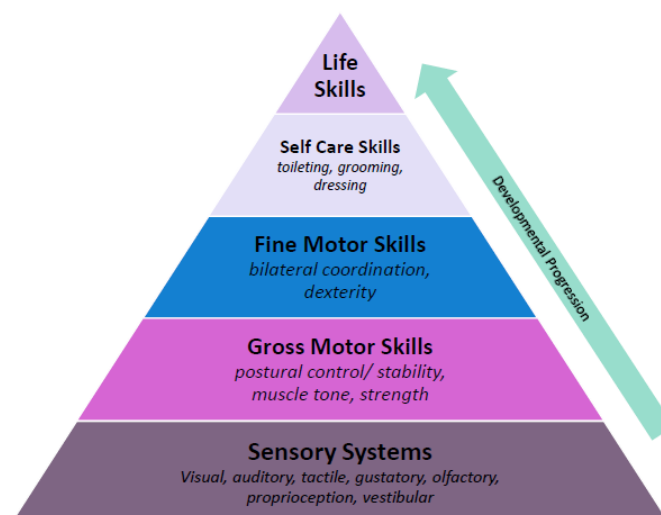 Life
Skills
Self Care Skills
toileting, grooming,
dressing
Fine Motor Skills
bilateral coordination,
dexterity
Gross Motor Skills
postural control/ stability,
muscle tone, strength
Sensory Systems
Visual, auditory, tactile, gustatory, olfactory,
proprioception, vestibular
Developmental Progression